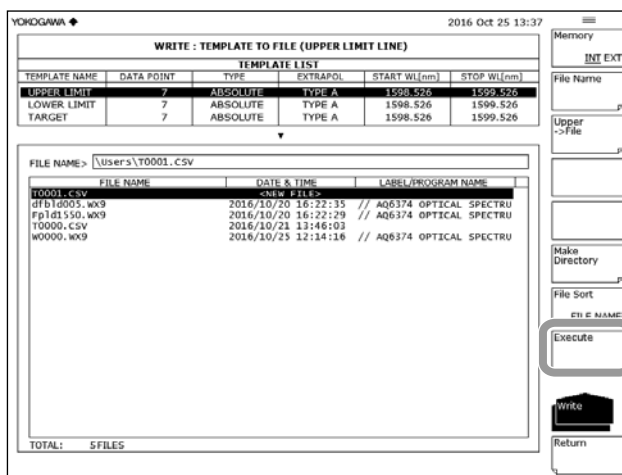 YOKOGAWA 2016 Oct 25 13:37
WRITE : TEMPLATE TO FILE (UPPER LIMIT LINE)
TEMPLATE LIST
TEMPLATE NAME DATA POINT TYPE EXTRAPOL START WL[nm] STOP WL[nm]
UPPER LIMIT 7 ABSOLUTE TYPE A 1598.526 1599.526
LOWER LIMIT 7 ABSOLUTE TYPE A 1598.526 1599.526
TARGET 7 ABSOLUTE TYPE A 1598.526 1599.526
FILE NAME> \Users\T0001.CSV
FILE NAME DATE & TIME LABEL/PROGRAM NAME
T0001.CSV <NEW FILE>
dfbld005.WX9 2016/10/20 16:22:35 // AQ6374 OPTICAL SPECTRU
Fpld1550.WX9 2016/10/20 16:22:29 // AQ6374 OPTICAL SPECTRU
T0000.CSV 2016/10/21 13:46:03
W0000.WX9 2016/10/25 12:14:16 // AQ6374 OPTICAL SPECTRU
TOTAL: 5FILES
Memory
INT EXT
File Name
Upper
->File
Make
Directory
File Sort
FILE NAME
Execute
Write
Return